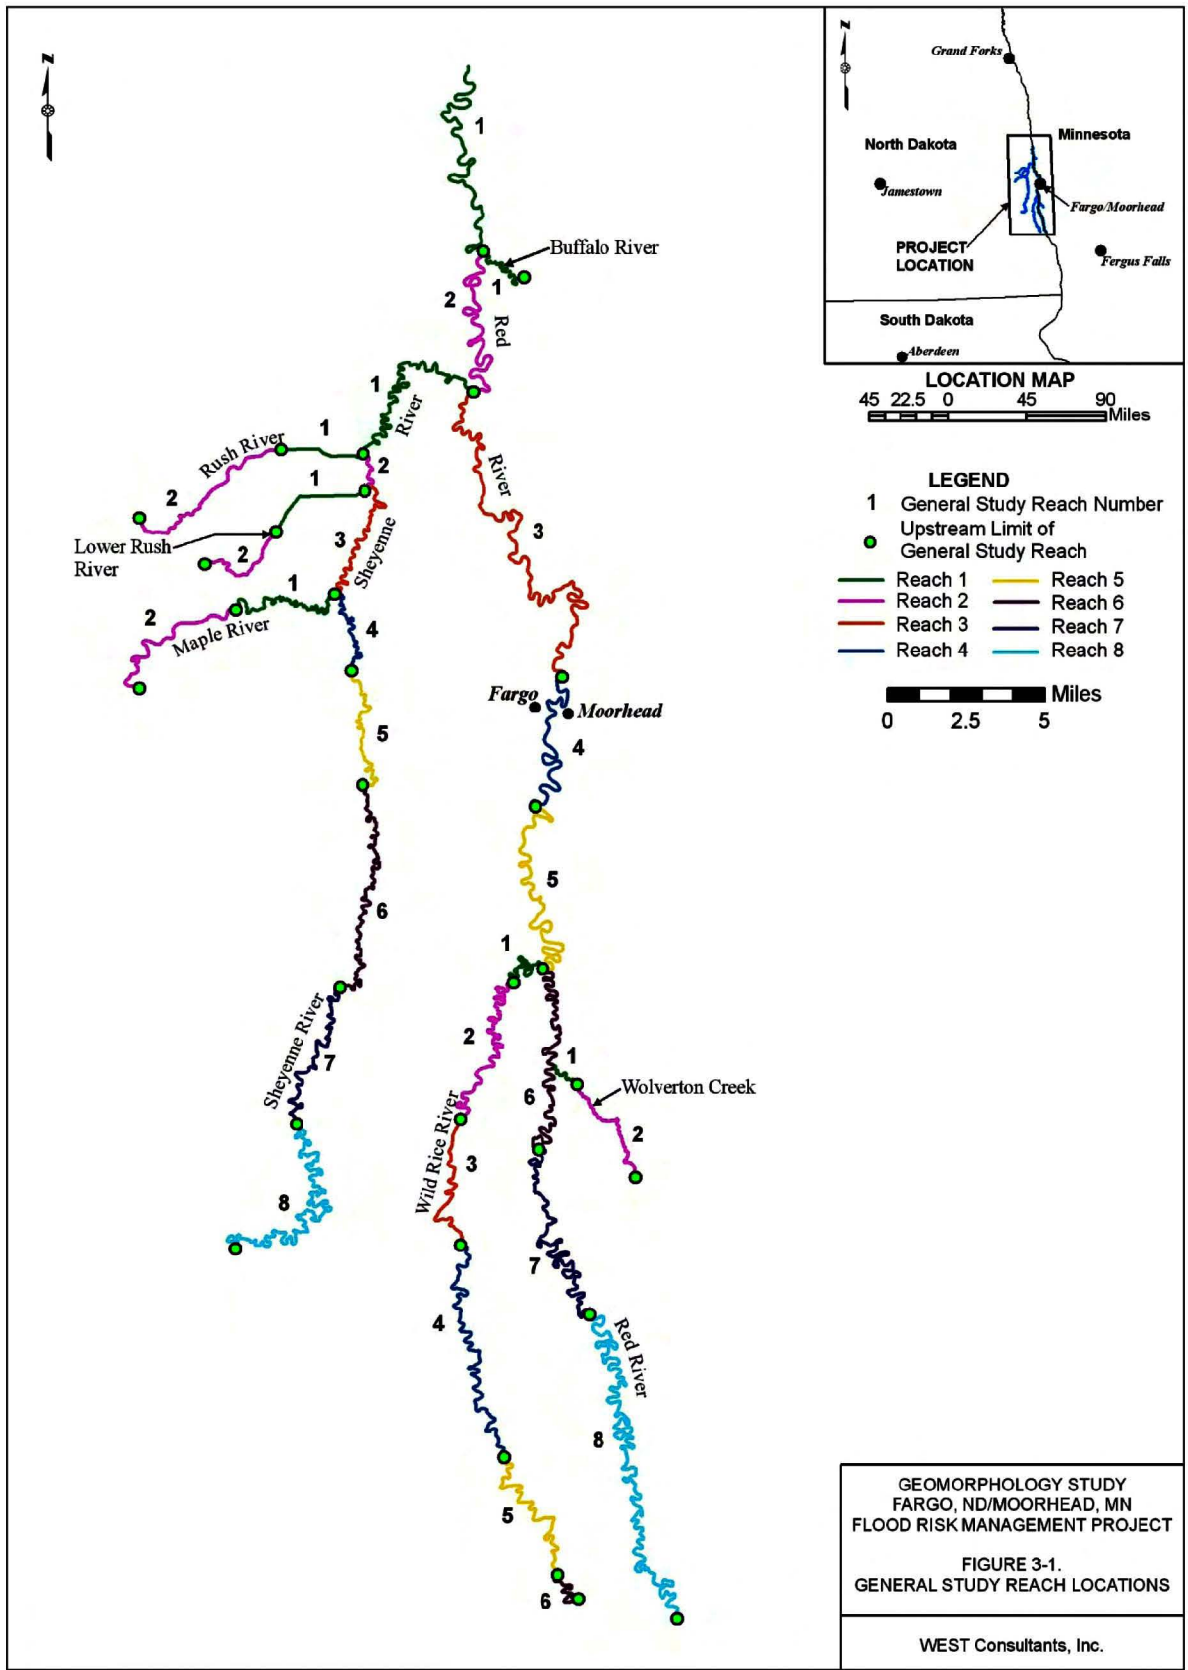 N
1
Buffalo River
1
2
Red
1
River
1
Rush River
2
2
1
River
Lower Rush
River
2
3
Sheyenne
3
1
2
Maple River
4
Fargo
Moorhead
5
4
6
5
1
2
Sheyenne River
7
1
6
Wolverton Creek
2
Wild Rice River
3
8
7
4
Red River
8
5
6
N
Grand Forks
North Dakota
Minnesota
Jamestown
Fargo/Moorhead
PROJECT
LOCATION
Fergus Falls
South Dakota
Aberdeen
LOCATION MAP
45 22.5 0 45 90
Miles
LEGEND
1 General Study Reach Number
Upstream Limit of
General Study Reach
Reach 1 Reach 5
Reach 2 Reach 6
Reach 3 Reach 7
Reach 4 Reach 8
Miles
0 2.5 5
GEOMORPHOLOGY STUDY
FARGO, ND/MOORHEAD, MN
FLOOD RISK MANAGEMENT PROJECT
FIGURE 3-1.
GENERAL STUDY REACH LOCATIONS
WEST Consultants, Inc.